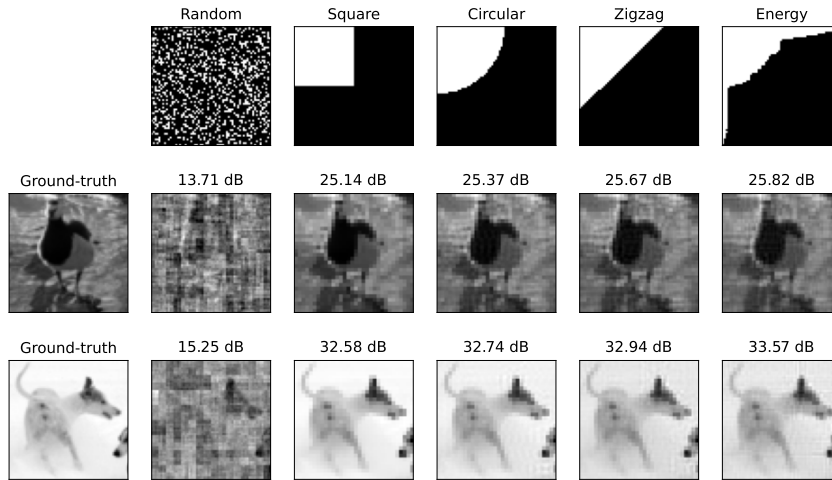 Random Square Circular Zigzag Energy
Ground-truth 13.71 dB 25.14 dB 25.37 dB 25.67 dB 25.82 dB
Ground-truth 15.25 dB 32.58 dB 32.74 dB 32.94 dB 33.57 dB